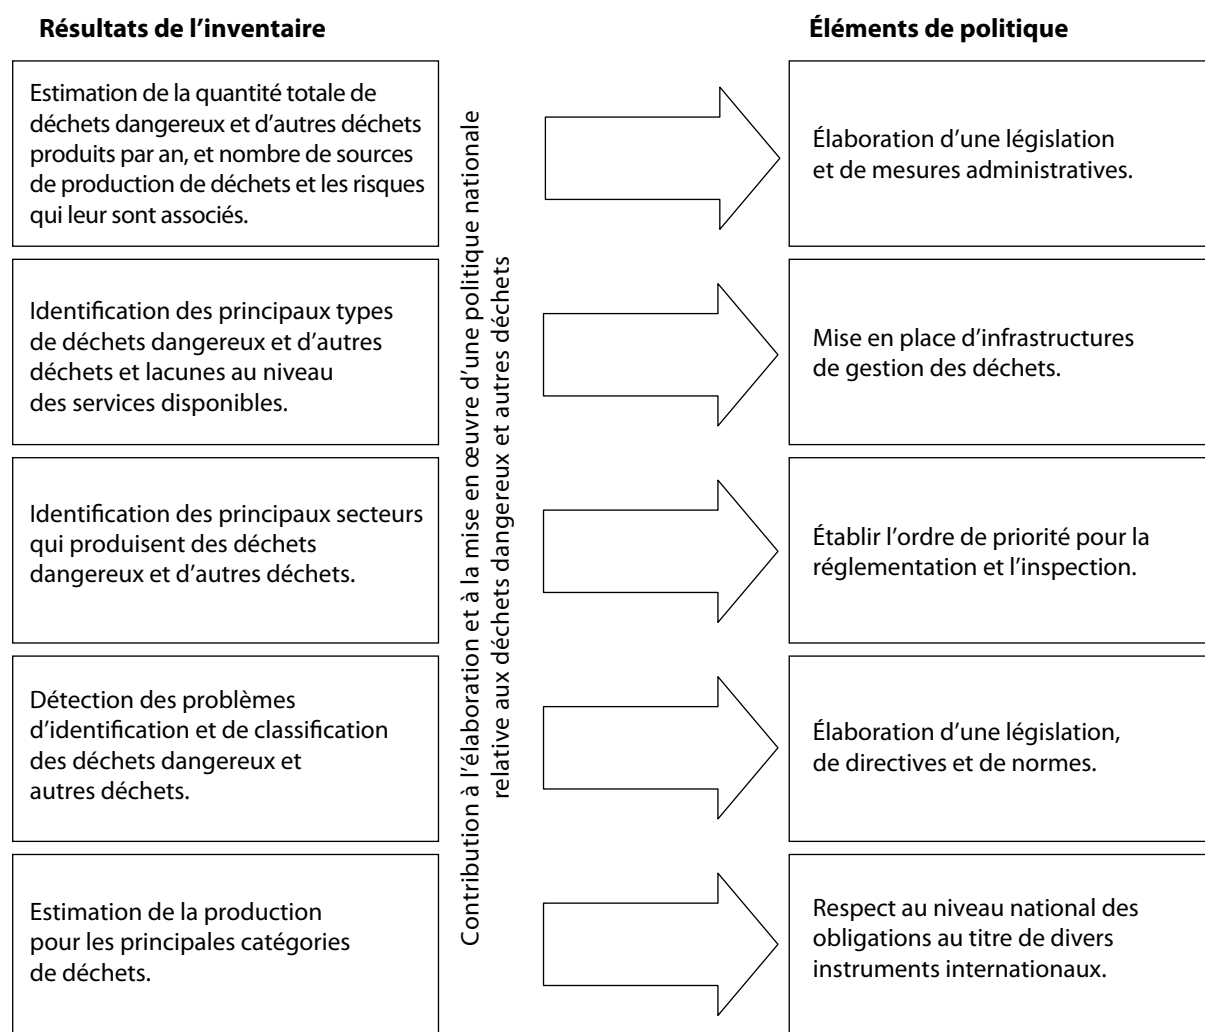 Résultats de l’inventaire
Éléments de politique
Estimation de la quantité totale de
déchets dangereux et d’autres déchets
produits par an, et nombre de sources
de production de déchets et les risques
qui leur sont associés.
Élaboration d’une législation
et de mesures administratives.
Identification des principaux types
de déchets dangereux et d’autres
déchets et lacunes au niveau
des services disponibles.
Mise en place d’infrastructures
de gestion des déchets.
Identification des principaux secteurs
qui produisent des déchets
dangereux et d’autres déchets.
Établir l’ordre de priorité pour la
réglementation et l’inspection.
Détection des problèmes
d’identification et de classification
des déchets dangereux et
autres déchets.
Élaboration d’une législation,
de directives et de normes.
Estimation de la production
pour les principales catégories
de déchets.
Respect au niveau national des
obligations au titre de divers
instruments internationaux.
Contribution à l’élaboration et à la mise en œuvre d’une politique nationale
relative aux déchets dangereux et autres déchets